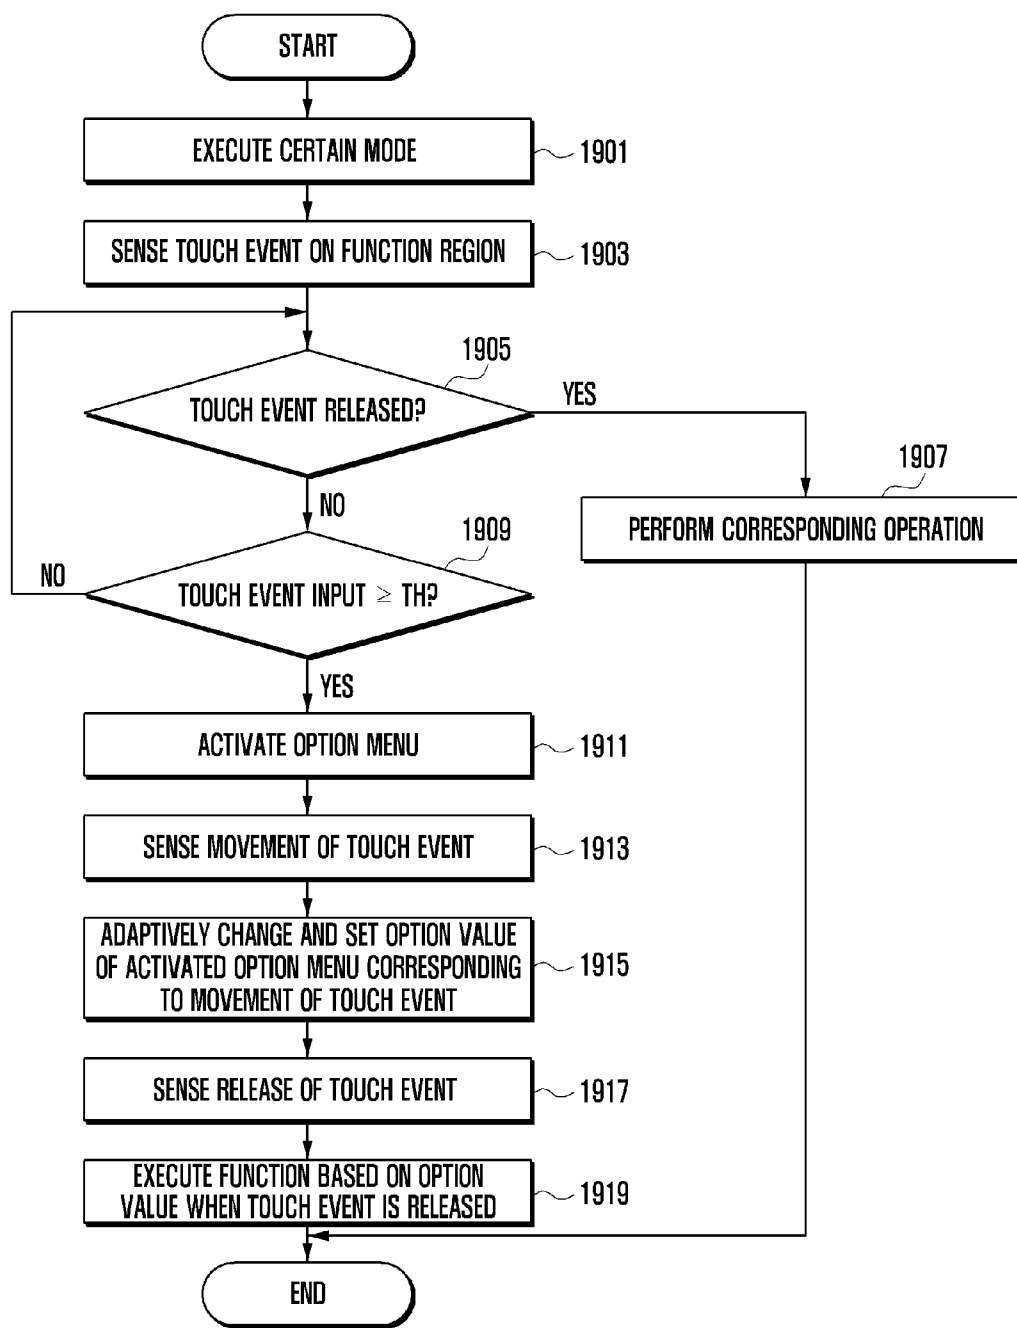 START
EXECUTE CERTAIN MODE
1901
SENSE TOUCH EVENT ON FUNCTION REGION
1903
1905
TOUCH EVENT RELEASED?
YES
1907
PERFORM CORRESPONDING OPERATION
NO
1909
TOUCH EVENT INPUT ≥ TH?
NO
YES
ACTIVATE OPTION MENU
1911
SENSE MOVEMENT OF TOUCH EVENT
1913
ADAPTIVELY CHANGE AND SET OPTION VALUE
OF ACTIVATED OPTION MENU CORRESPONDING
TO MOVEMENT OF TOUCH EVENT
1915
SENSE RELEASE OF TOUCH EVENT
1917
EXECUTE FUNCTION BASED ON OPTION
VALUE WHEN TOUCH EVENT IS RELEASED
1919
END